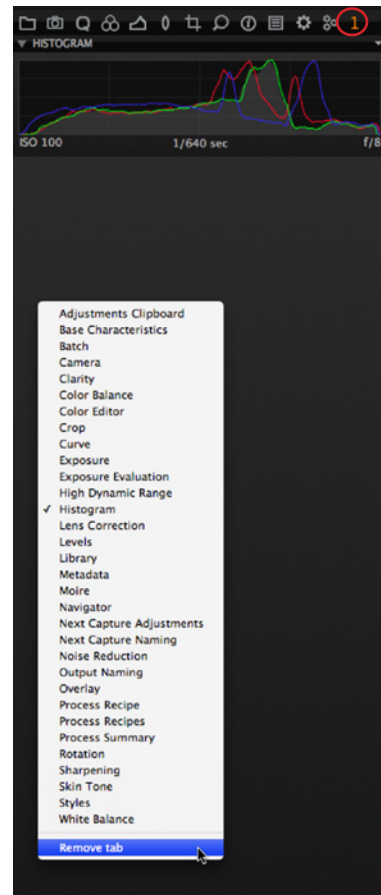 1
HISTOGRAM
ISO 100 1/640 sec f/8
Adjustments Clipboard
Base Characteristics
Batch
Camera
Clarity
Color Balance
Color Editor
Crop
Curve
Exposure
Exposure Evaluation
High Dynamic Range
✓ Histogram
Lens Correction
Levels
Library
Metadata
Moire
Navigator
Next Capture Adjustments
Next Capture Naming
Noise Reduction
Output Naming
Overlay
Process Recipe
Process Recipes
Process Summary
Rotation
Sharpening
Skin Tone
Styles
White Balance
Remove tab